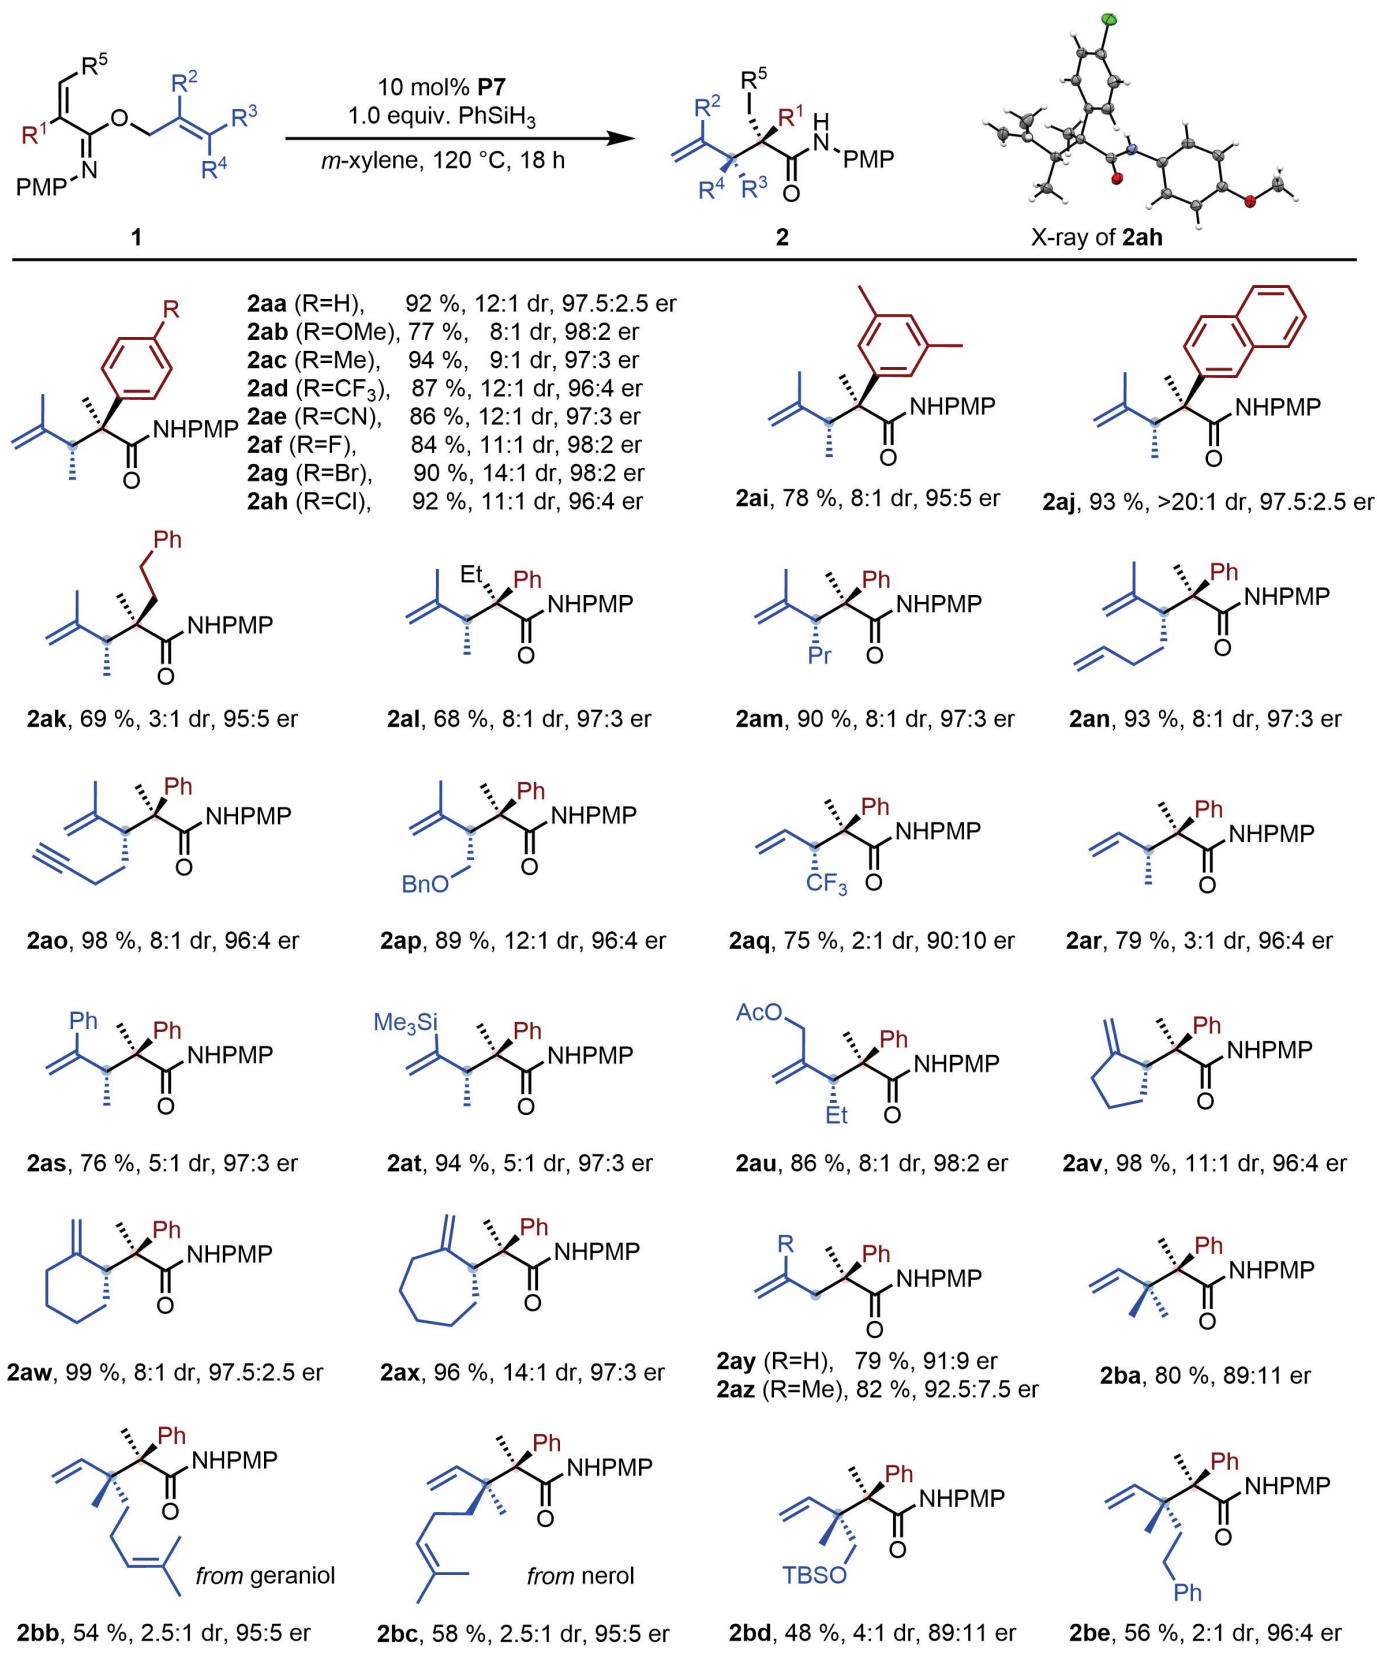 R⁵
R¹
O
R²
R³
R⁴
PMP
N
1
10 mol% P7
1.0 equiv. PhSiH₃
m-xylene, 120 °C, 18 h
R⁵
R²
R¹
H
N
PMP
R⁴
R³
O
2
X-ray of 2ah
R
NHPMP
O
2aa (R=H), 92 %, 12:1 dr, 97.5:2.5 er
2ab (R=OMe), 77 %, 8:1 dr, 98:2 er
2ac (R=Me), 94 %, 9:1 dr, 97:3 er
2ad (R=CF₃), 87 %, 12:1 dr, 96:4 er
2ae (R=CN), 86 %, 12:1 dr, 97:3 er
2af (R=F), 84 %, 11:1 dr, 98:2 er
2ag (R=Br), 90 %, 14:1 dr, 98:2 er
2ah (R=Cl), 92 %, 11:1 dr, 96:4 er
NHPMP
O
2ai, 78 %, 8:1 dr, 95:5 er
NHPMP
O
2aj, 93 %, >20:1 dr, 97.5:2.5 er
Ph
NHPMP
O
2ak, 69 %, 3:1 dr, 95:5 er
Et
Ph
NHPMP
O
2al, 68 %, 8:1 dr, 97:3 er
Ph
NHPMP
Pr
O
2am, 90 %, 8:1 dr, 97:3 er
Ph
NHPMP
O
2an, 93 %, 8:1 dr, 97:3 er
Ph
NHPMP
O
2ao, 98 %, 8:1 dr, 96:4 er
Ph
NHPMP
O
BnO
2ap, 89 %, 12:1 dr, 96:4 er
Ph
NHPMP
CF₃
O
2aq, 75 %, 2:1 dr, 90:10 er
Ph
NHPMP
O
2ar, 79 %, 3:1 dr, 96:4 er
Ph
Ph
NHPMP
O
2as, 76 %, 5:1 dr, 97:3 er
Me₃Si
Ph
NHPMP
O
2at, 94 %, 5:1 dr, 97:3 er
AcO
Ph
NHPMP
Et
O
2au, 86 %, 8:1 dr, 98:2 er
Ph
NHPMP
O
2av, 98 %, 11:1 dr, 96:4 er
Ph
NHPMP
O
2aw, 99 %, 8:1 dr, 97.5:2.5 er
Ph
NHPMP
O
2ax, 96 %, 14:1 dr, 97:3 er
R
Ph
NHPMP
O
2ay (R=H), 79 %, 91:9 er
2az (R=Me), 82 %, 92.5:7.5 er
Ph
NHPMP
O
2ba, 80 %, 89:11 er
Ph
NHPMP
O
from geraniol
2bb, 54 %, 2.5:1 dr, 95:5 er
Ph
NHPMP
O
from nerol
2bc, 58 %, 2.5:1 dr, 95:5 er
Ph
NHPMP
O
TBSO
2bd, 48 %, 4:1 dr, 89:11 er
Ph
NHPMP
O
Ph
2be, 56 %, 2:1 dr, 96:4 er